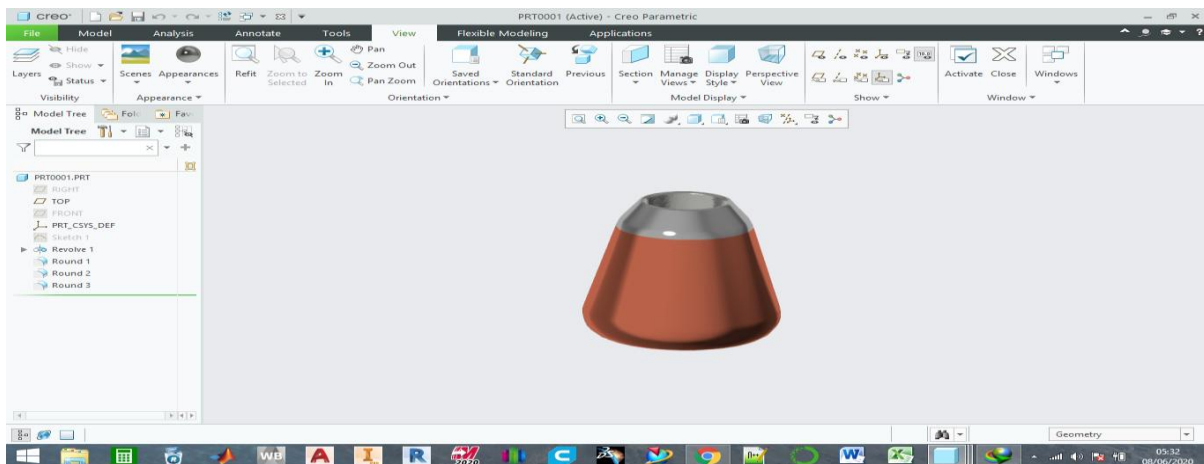 creo°
PRT0001 (Active) - Creo Parametric
File Model Analysis Annotate Tools View Flexible Modeling Applications
Hide
Show
Status
Layers
Scenes Appearances
Refit
Zoom to Selected
Zoom In
Pan
Zoom Out
Pan Zoom
Saved Orientations
Standard Orientation
Previous
Section
Manage Views
Display Style
Perspective View
Activate Close
Windows
Visibility Appearance Orientation Model Display Show Window
Model Tree Fol Fav
Model Tree
PRT0001.PRT
RIGHT
TOP
FRONT
PRT_CSYS_DEF
Sketch 1
Revolve 1
Round 1
Round 2
Round 3
Geometry
WB A I R 2020 C W X
05:32
08/06/2020